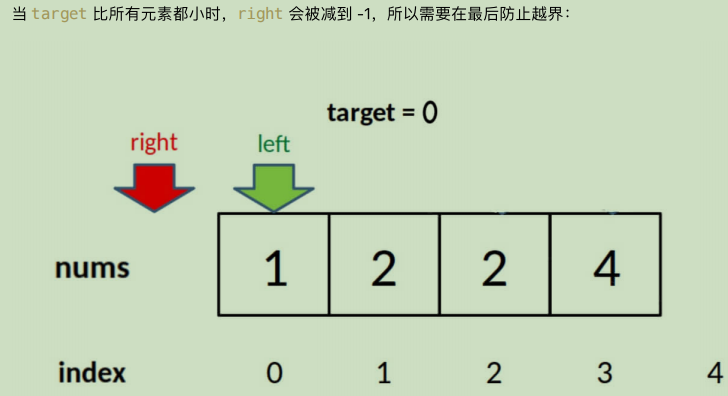 当 target 比所有元素都小时，right 会被减到 -1，所以需要在最后防止越界：
target = 0
right left
nums 1 2 2 4
index 0 1 2 3 4